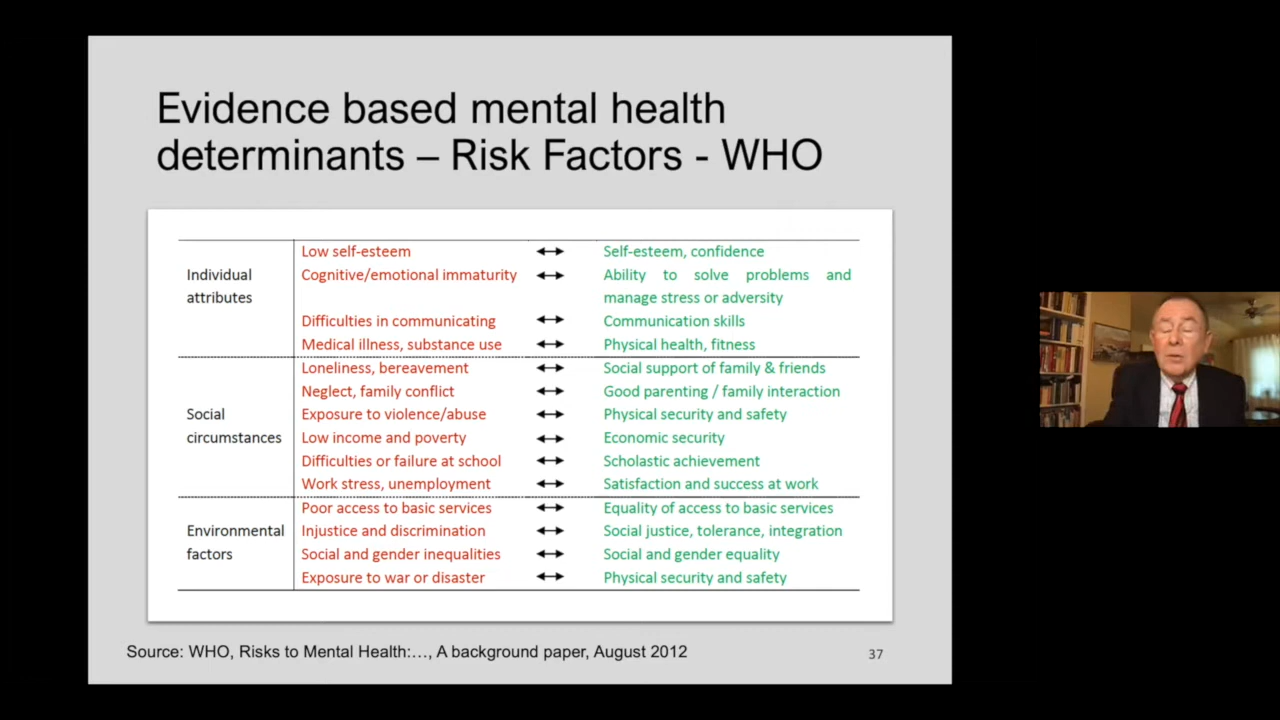 Evidence based mental health
determinants – Risk Factors - WHO
Individual
attributes
Low self-esteem ↔ Self-esteem, confidence
Cognitive/emotional immaturity ↔ Ability to solve problems and
manage stress or adversity
Difficulties in communicating ↔ Communication skills
Medical illness, substance use ↔ Physical health, fitness
Social
circumstances
Loneliness, bereavement ↔ Social support of family & friends
Neglect, family conflict ↔ Good parenting / family interaction
Exposure to violence/abuse ↔ Physical security and safety
Low income and poverty ↔ Economic security
Difficulties or failure at school ↔ Scholastic achievement
Work stress, unemployment ↔ Satisfaction and success at work
Environmental
factors
Poor access to basic services ↔ Equality of access to basic services
Injustice and discrimination ↔ Social justice, tolerance, integration
Social and gender inequalities ↔ Social and gender equality
Exposure to war or disaster ↔ Physical security and safety
Source: WHO, Risks to Mental Health:…, A background paper, August 2012
37